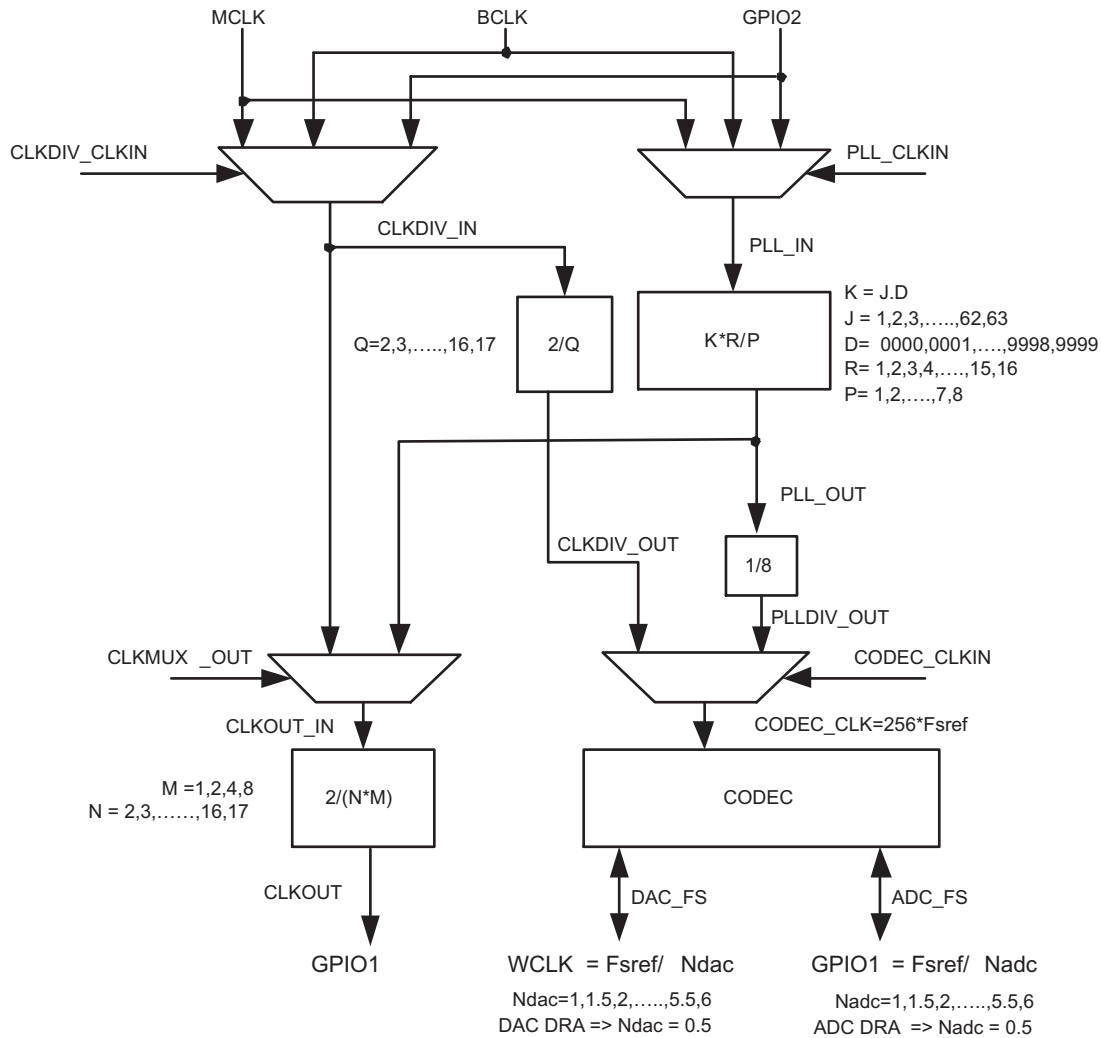 MCLK
BCLK
GPIO2
CLKDIV_CLKIN
PLL_CLKIN
CLKDIV_IN
PLL_IN
K = J.D
J = 1,2,3,…..,62,63
D= 0000,0001,….,9998,9999
R= 1,2,3,4,….,15,16
P= 1,2,….,7,8
Q=2,3,…..,16,17
2/Q
K*R/P
PLL_OUT
CLKDIV_OUT
1/8
PLLDIV_OUT
CLKMUX _OUT
CODEC_CLKIN
CLKOUT_IN
CODEC_CLK=256*Fsref
M =1,2,4,8
N = 2,3,……,16,17
2/(N*M)
CODEC
CLKOUT
DAC_FS
ADC_FS
GPIO1
WCLK = Fsref/ Ndac
GPIO1 = Fsref/ Nadc
Ndac=1,1.5,2,…..,5.5,6
DAC DRA => Ndac = 0.5
Nadc=1,1.5,2,…..,5.5,6
ADC DRA => Nadc = 0.5